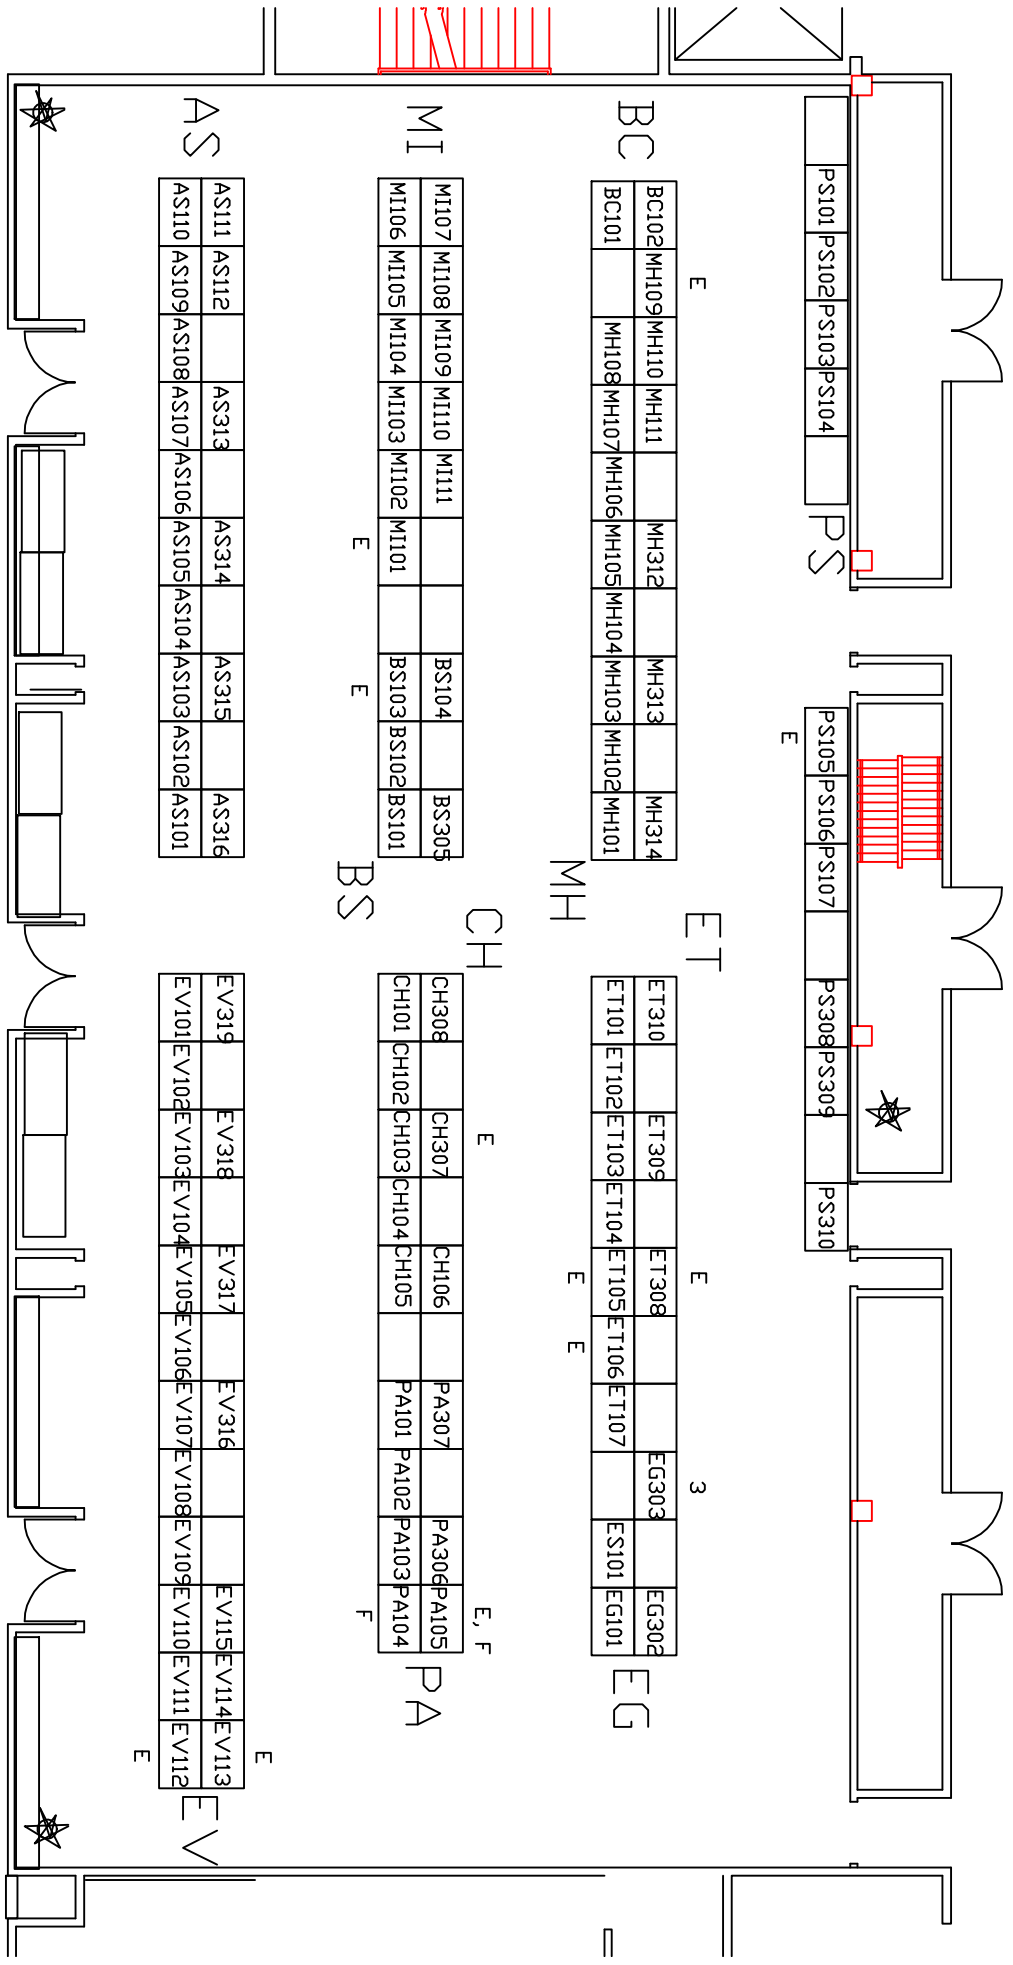 AS
MI
BC
AS110
AS111
MI106
MI107
BC101
BC102
PS101
AS109
AS112
MI105
MI108
MH109
E
PS102
AS108
MI104
MI109
MH108
MH110
PS103
AS107
AS313
MI103
MI110
MH107
MH111
PS104
AS106
MI102
MI111
MH106
AS105
AS314
E
MI101
MH105
MH312
PS
AS104
MH104
AS103
AS315
E
BS103
BS104
MH103
MH313
E
PS105
AS102
BS102
MH102
PS106
AS101
AS316
BS101
BS305
MH101
MH314
PS107
BS
CH
MH
ET
EV101
EV319
CH101
CH308
ET101
ET310
PS308
EV102
CH102
ET102
PS309
EV103
EV318
CH103
CH307
E
ET103
ET309
EV104
CH104
ET104
PS310
EV105
EV317
CH105
CH106
E
ET105
ET308
E
EV106
E
ET106
EV107
EV316
PA101
PA307
ET107
EV108
PA102
EG303
3
EV109
PA103
PA306
ES101
EV110
EV115
F
PA104
PA105
E, F
EG101
EG302
EV111
EV114
PA
EG
E
EV112
EV113
E
EV